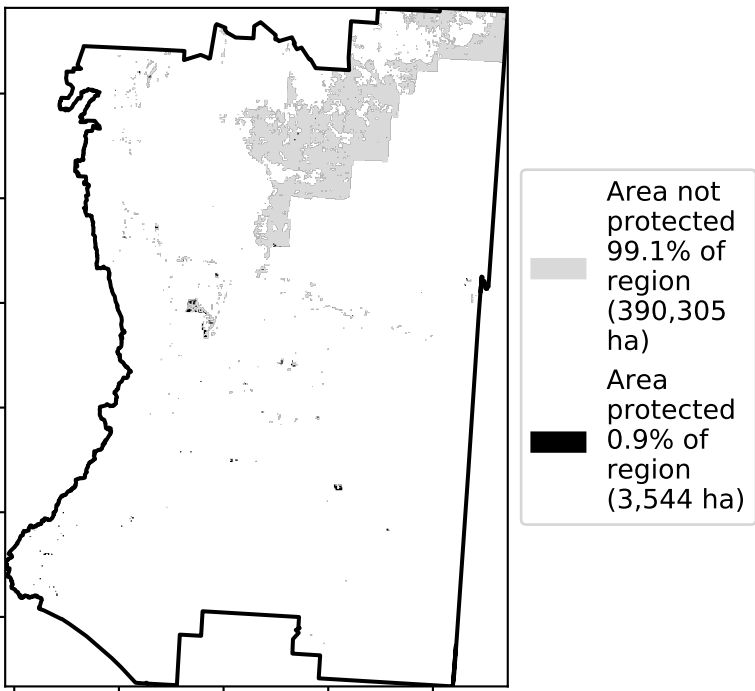 Area not
protected
99.1% of
region
(390,305
ha)
Area
protected
0.9% of
region
(3,544 ha)